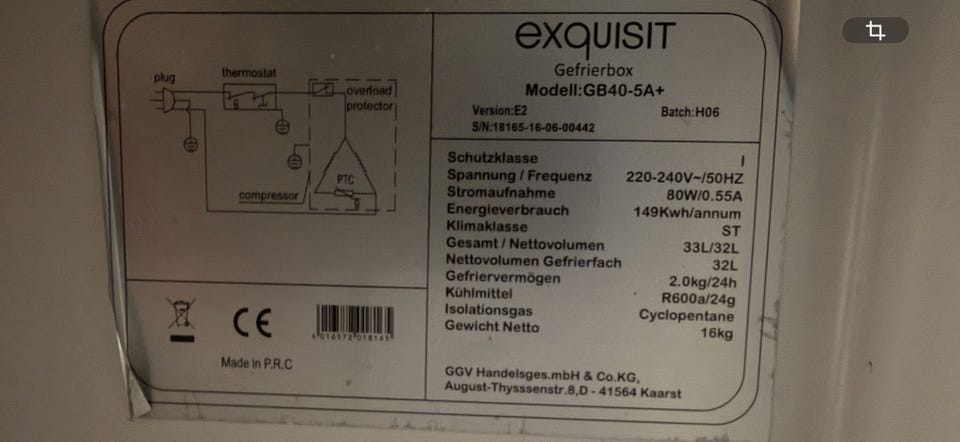 plug
thermostat
overload
protector
PTC
compressor
CE
4 016572 018165
Made in P.R.C
exquisit
Gefrierbox
Modell:GB40-5A+
Version:E2 Batch:H06
S/N:18165-16-06-00442
Schutzklasse I
Spannung / Frequenz 220-240V~/50HZ
Stromaufnahme 80W/0.55A
Energieverbrauch 149Kwh/annum
Klimaklasse ST
Gesamt / Nettovolumen 33L/32L
Nettovolumen Gefrierfach 32L
Gefriervermögen 2.0kg/24h
Kühlmittel R600a/24g
Isolationsgas Cyclopentane
Gewicht Netto 16kg
GGV Handelsges.mbH & Co.KG,
August-Thysssenstr.8,D - 41564 Kaarst